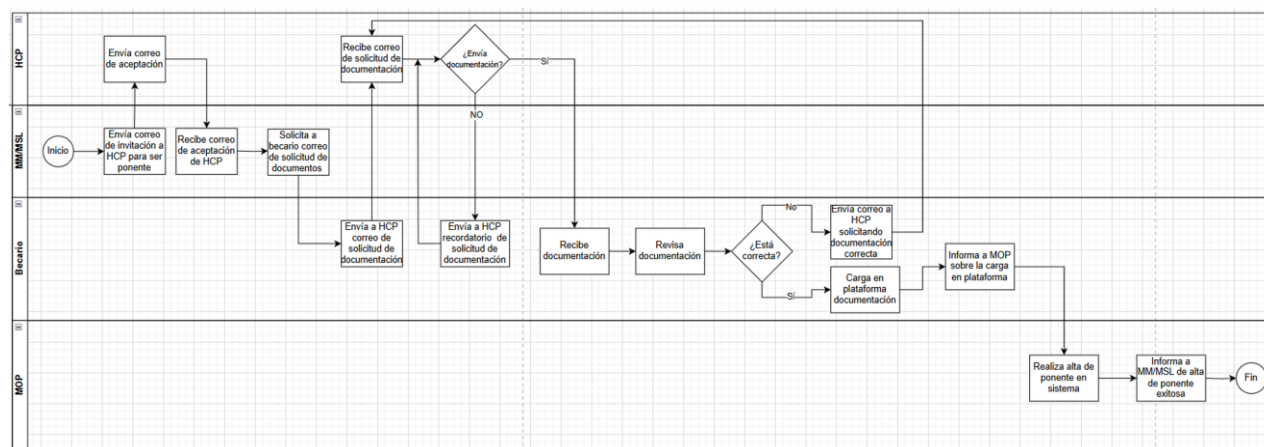 HCP
Envía correo
de aceptación
Recibe correo
de solicitud de
documentación
¿Envía
documentación?
Sí
NO
MM/MSL
Inicio
Envía correo
de invitación a
HCP para ser
ponente
Recibe correo
de aceptación
de HCP
Solicita a
becario correo
de solicitud de
documentos
Becario
Envía a HCP
correo de
solicitud de
documentación
Envía a HCP
recordatorio de
solicitud de
documentación
Recibe
documentación
Revisa
documentación
¿Está
correcta?
No
Envía correo a
HCP
solicitando
documentación
correcta
Sí
Carga en
plataforma
documentación
Informa a MOP
sobre la carga
en plataforma
MOP
Realiza alta de
ponente en
sistema
Informa a
MM/MSL de alta
de ponente
exitosa
Fin